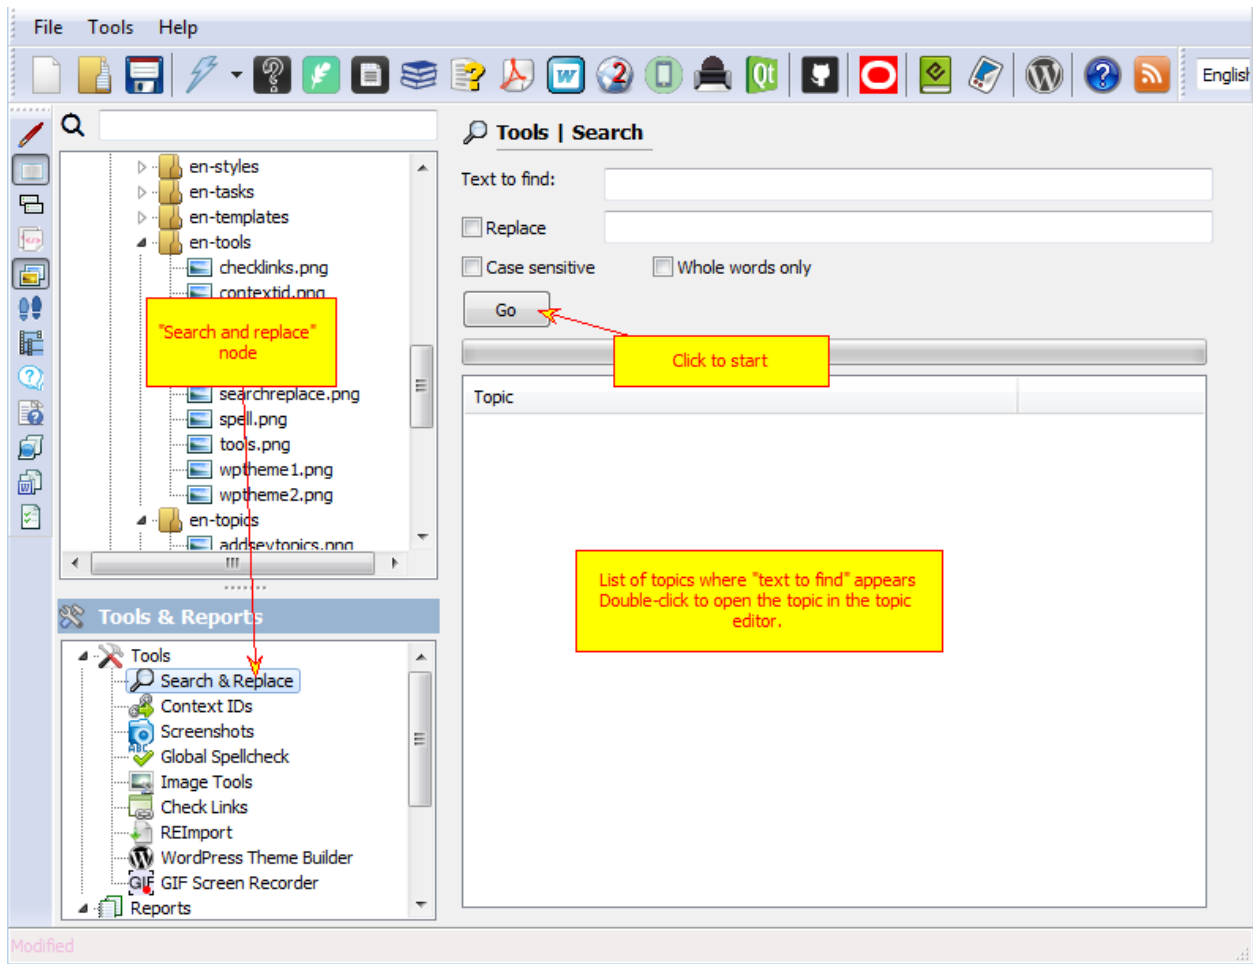 File Tools Help
English
Tools | Search
en-styles
en-tasks
en-templates
en-tools
checklinks.png
contextid.png
"Search and replace"
node
searchreplace.png
spell.png
tools.png
wptheme1.png
wptheme2.png
en-topics
addsevtopics.png
Text to find:
Replace
Case sensitive Whole words only
Go
Click to start
Topic
List of topics where "text to find" appears
Double-click to open the topic in the topic
editor.
Tools & Reports
Tools
Search & Replace
Context IDs
Screenshots
Global Spellcheck
Image Tools
Check Links
REImport
WordPress Theme Builder
GIF GIF Screen Recorder
Reports
Modified